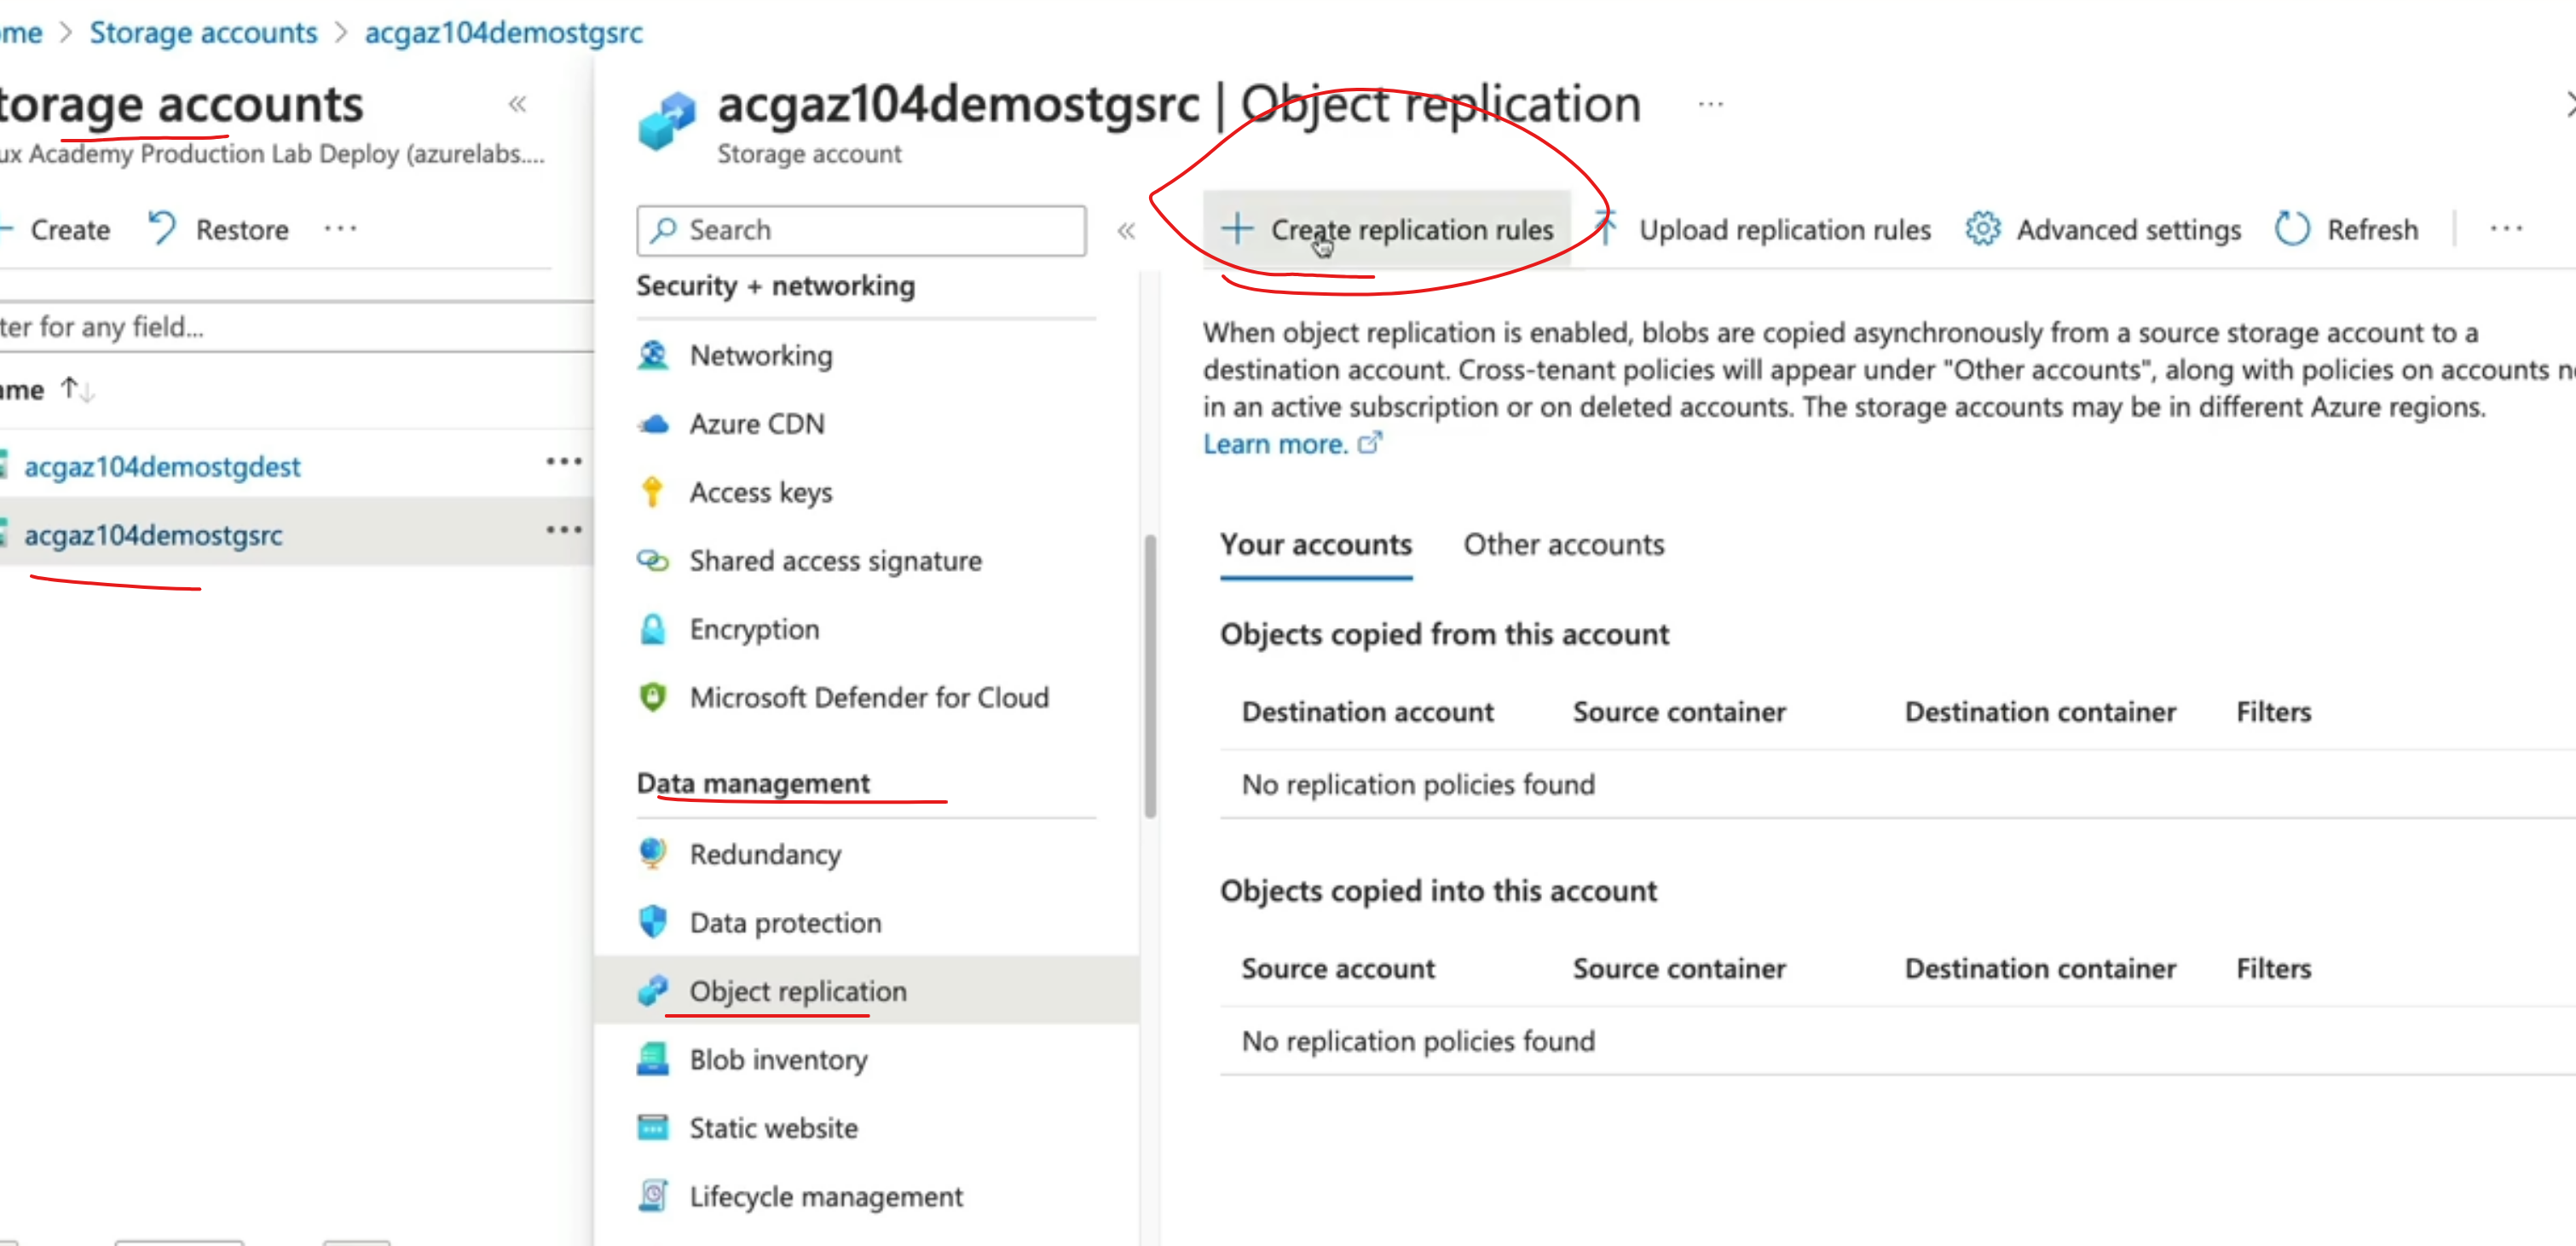 me > Storage accounts > acgaz104demostgsrc
torage accounts
ux Academy Production Lab Deploy (azurelabs....
Create Restore ...
ter for any field...
ame
acgaz104demostgdest ...
acgaz104demostgsrc ...
acgaz104demostgsrc | Object replication ...
Storage account
Search
Security + networking
Networking
Azure CDN
Access keys
Shared access signature
Encryption
Microsoft Defender for Cloud
Data management
Redundancy
Data protection
Object replication
Blob inventory
Static website
Lifecycle management
Create replication rules Upload replication rules Advanced settings Refresh ...
When object replication is enabled, blobs are copied asynchronously from a source storage account to a
destination account. Cross-tenant policies will appear under "Other accounts", along with policies on accounts n
in an active subscription or on deleted accounts. The storage accounts may be in different Azure regions.
Learn more.
Your accounts Other accounts
Objects copied from this account
Destination account Source container Destination container Filters
No replication policies found
Objects copied into this account
Source account Source container Destination container Filters
No replication policies found